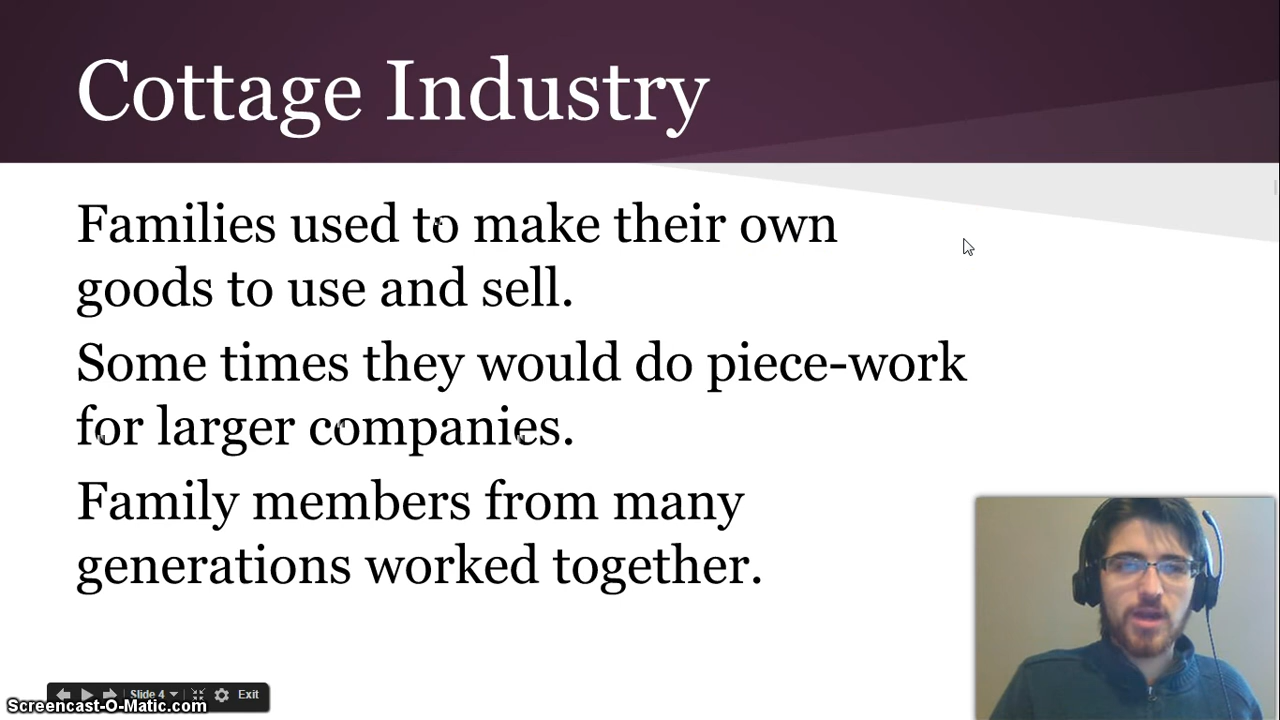 Cottage Industry
Families used to make their own
goods to use and sell.
Some times they would do piece-work
for larger companies.
Family members from many
generations worked together.
Slide 4
Exit
Screencast-O-Matic.com